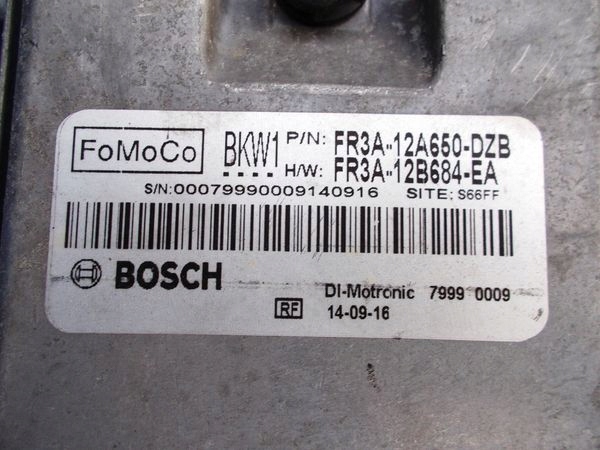 FoMoCo
BKW1
P/N: FR3A-12A650-DZB
H/W: FR3A-12B684-EA
S/N:00079990009140916 SITE: S66FF
BOSCH
DI-Motronic 7999 0009
RF 14-09-16